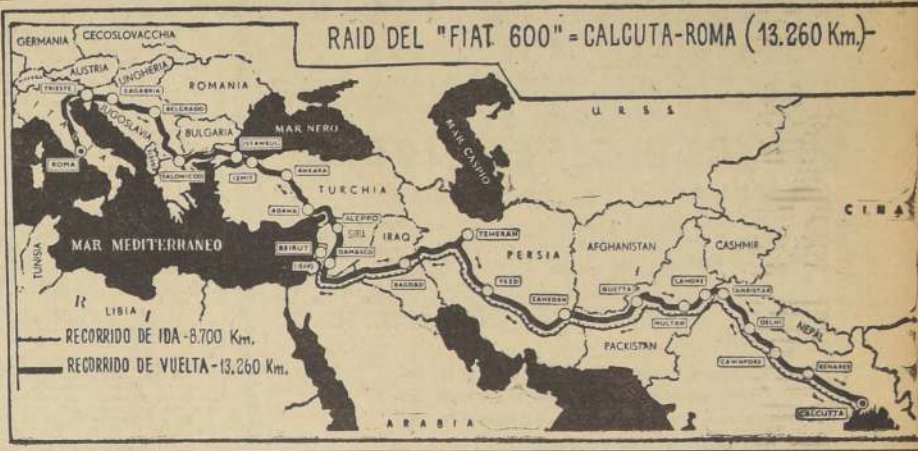 RAID DEL "FIAT 600" = CALCUTA-ROMA (13.260 Km.)-
GERMANIA
CECOSLOVACCHIA
AUSTRIA
UNGHERIA
ROMANIA
TRIESTE
ZAGABRIA
BELGRADO
JUGOSLAVIA
BULGARIA
MAR NERO
ISTANBUL
ITALIA
ROMA
SALONICCO
IZMIT
ANKARA
TURCHIA
ADANA
ALEPPO
SIRIA
BEIRUT
DAMASCO
IRAQ
BAGDAD
MAR MEDITERRANEO
TUNISIA
LIBIA
MAR CASPIO
U. R. S. S.
CINA
TEHERAN
PERSIA
YEZD
ZAHEDAN
AFGHANISTAN
CASHMIR
QUETTA
LAHORE
AMRISTAR
MULTAN
PACKISTAN
DELHI
NEPAL
CAWNPORE
BENARES
CALCUTTA
ARABIA
RECORRIDO DE IDA-8.700 Km.
RECORRIDO DE VUELTA-13.260 Km.